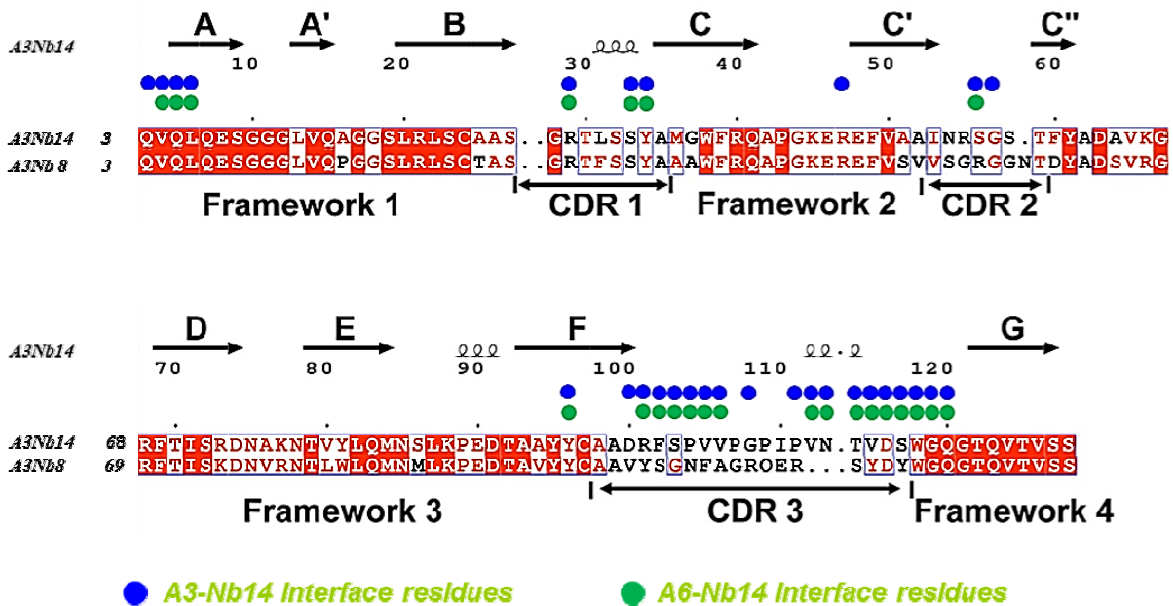 A A' B C C' C"
A3Nb14
10 20 30 40 50 60
A3Nb14 3 QVQLQESGGGLVQAGGSLRLSCAAS..GRTLSSYAMGWFRQAPGKEREFVAAINRSGS.TFYADAVKG
A3Nb8 3 QVQLQESGGGLVQPGGSLRLSCTAS..GRTFSSYAAAWFRQAPGKEREFVSVVSGRGGNTDYADSVRG
Framework 1 CDR 1 Framework 2 CDR 2
D E F G
A3Nb14
70 80 90 100 110 120
A3Nb14 68 RFTISRDNAKNTVYLQMNSLKPEDTAAYYCAADRFSPVVPGPIPVN.TVDSWGQGTQVTVSS
A3Nb8 69 RFTISKDNVRNTLWLQMNMLKPEDTAVYYCAAVYSGNFAGROER...SYDYWGQGTQVTVSS
Framework 3 CDR 3 Framework 4
A3-Nb14 Interface residues A6-Nb14 Interface residues